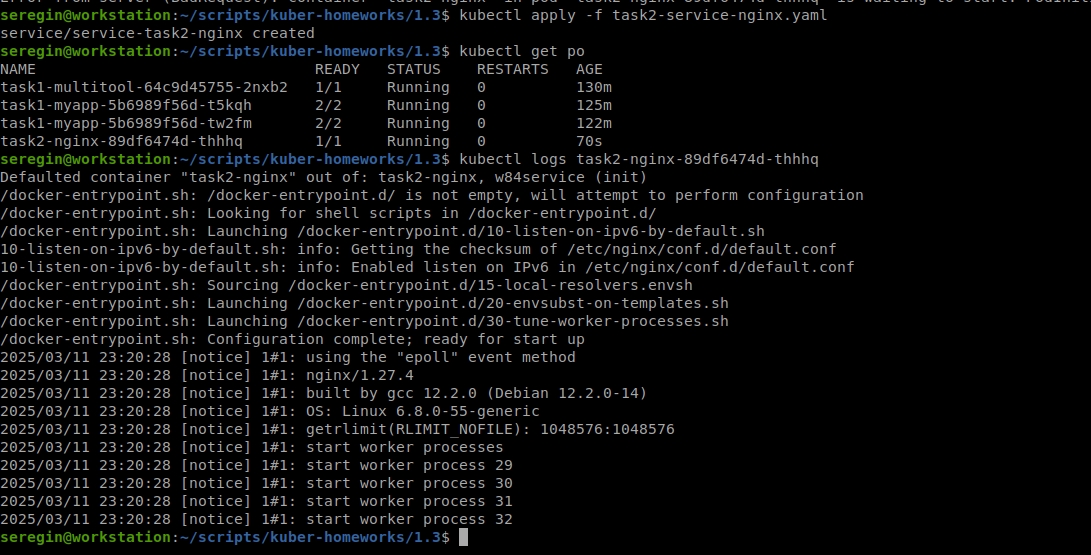 seregin@workstation:~/scripts/kuber-homeworks/1.3$ kubectl apply -f task2-service-nginx.yaml
service/service-task2-nginx created
seregin@workstation:~/scripts/kuber-homeworks/1.3$ kubectl get po
NAME                               READY   STATUS    RESTARTS   AGE
task1-multitool-64c9d45755-2nxb2   1/1     Running   0          130m
task1-myapp-5b6989f56d-t5kqh       2/2     Running   0          125m
task1-myapp-5b6989f56d-tw2fm       2/2     Running   0          122m
task2-nginx-89df6474d-thhhq        1/1     Running   0          70s
seregin@workstation:~/scripts/kuber-homeworks/1.3$ kubectl logs task2-nginx-89df6474d-thhhq
Defaulted container "task2-nginx" out of: task2-nginx, w84service (init)
/docker-entrypoint.sh: /docker-entrypoint.d/ is not empty, will attempt to perform configuration
/docker-entrypoint.sh: Looking for shell scripts in /docker-entrypoint.d/
/docker-entrypoint.sh: Launching /docker-entrypoint.d/10-listen-on-ipv6-by-default.sh
10-listen-on-ipv6-by-default.sh: info: Getting the checksum of /etc/nginx/conf.d/default.conf
10-listen-on-ipv6-by-default.sh: info: Enabled listen on IPv6 in /etc/nginx/conf.d/default.conf
/docker-entrypoint.sh: Sourcing /docker-entrypoint.d/15-local-resolvers.envsh
/docker-entrypoint.sh: Launching /docker-entrypoint.d/20-envsubst-on-templates.sh
/docker-entrypoint.sh: Launching /docker-entrypoint.d/30-tune-worker-processes.sh
/docker-entrypoint.sh: Configuration complete; ready for start up
2025/03/11 23:20:28 [notice] 1#1: using the "epoll" event method
2025/03/11 23:20:28 [notice] 1#1: nginx/1.27.4
2025/03/11 23:20:28 [notice] 1#1: built by gcc 12.2.0 (Debian 12.2.0-14)
2025/03/11 23:20:28 [notice] 1#1: OS: Linux 6.8.0-55-generic
2025/03/11 23:20:28 [notice] 1#1: getrlimit(RLIMIT_NOFILE): 1048576:1048576
2025/03/11 23:20:28 [notice] 1#1: start worker processes
2025/03/11 23:20:28 [notice] 1#1: start worker process 29
2025/03/11 23:20:28 [notice] 1#1: start worker process 30
2025/03/11 23:20:28 [notice] 1#1: start worker process 31
2025/03/11 23:20:28 [notice] 1#1: start worker process 32
seregin@workstation:~/scripts/kuber-homeworks/1.3$